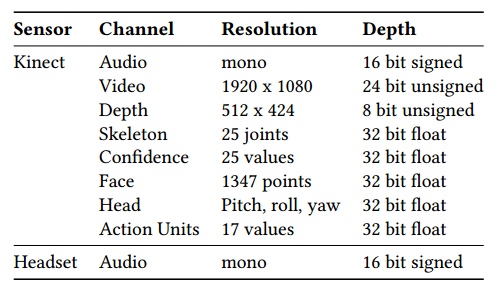 Sensor Channel Resolution Depth
Kinect Audio mono 16 bit signed
Video 1920 x 1080 24 bit unsigned
Depth 512 x 424 8 bit unsigned
Skeleton 25 joints 32 bit float
Confidence 25 values 32 bit float
Face 1347 points 32 bit float
Head Pitch, roll, yaw 32 bit float
Action Units 17 values 32 bit float
Headset Audio mono 16 bit signed